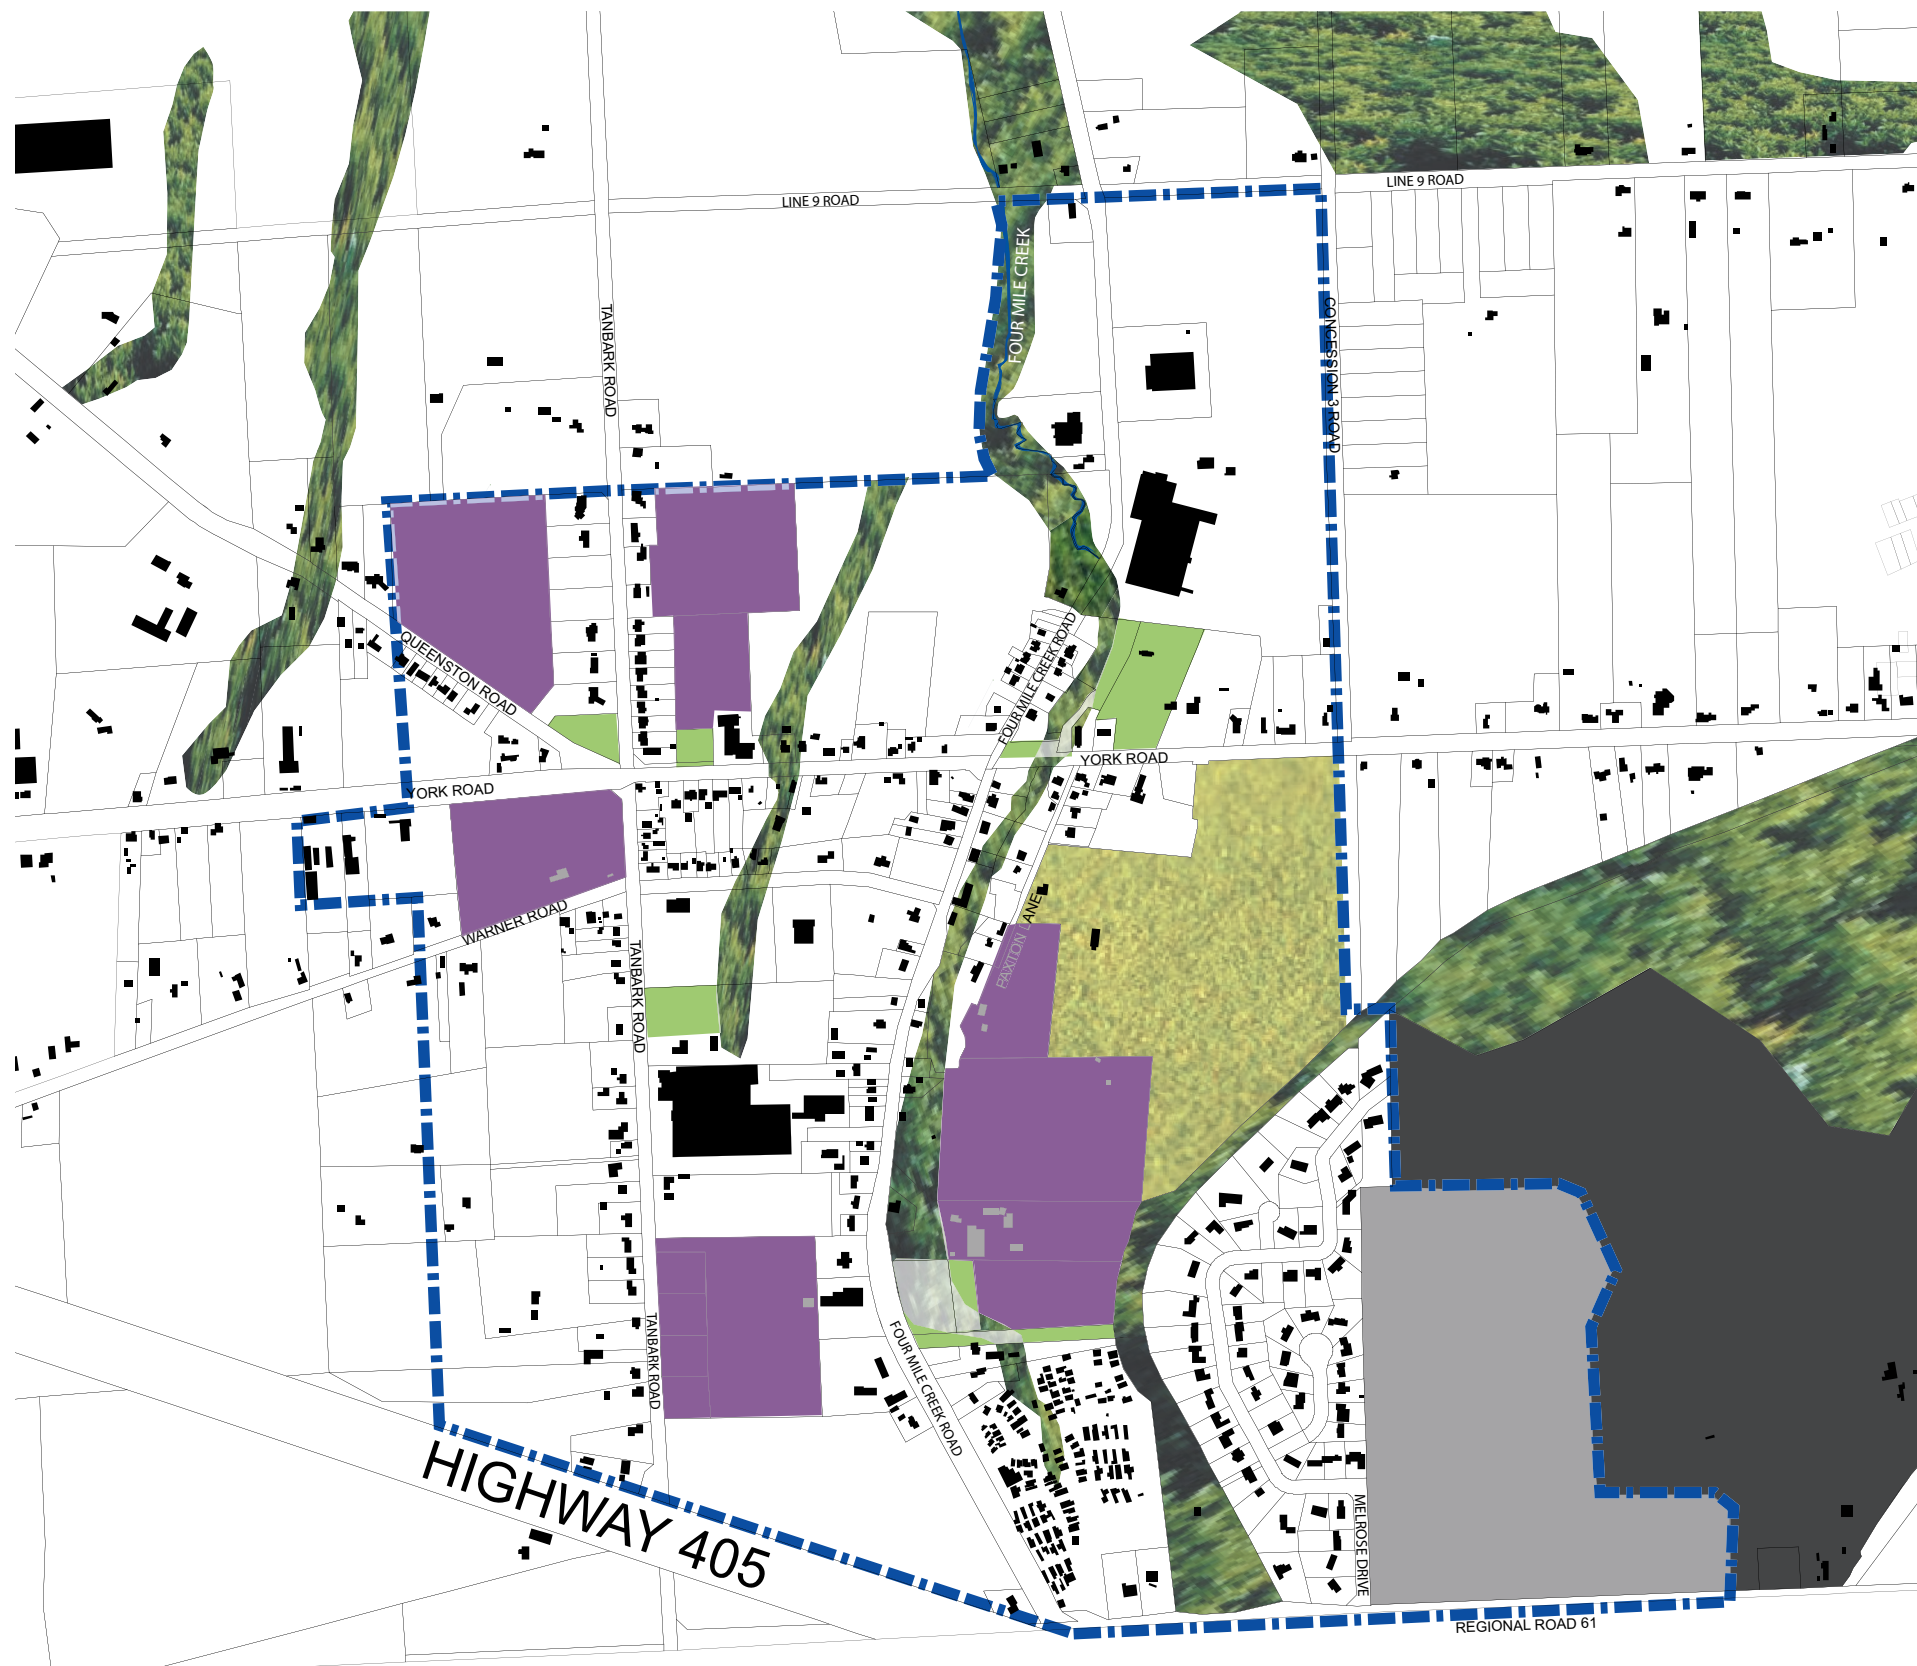 LINE 9 ROAD
LINE 9 ROAD
FOUR MILE CREEK
TANBARK ROAD
CONCESSION 3 ROAD
QUEENSTON ROAD
FOUR MILE CREEK ROAD
YORK ROAD
YORK ROAD
WARNER ROAD
PAXTON LANE
TANBARK ROAD
TANBARK ROAD
FOUR MILE CREEK ROAD
HIGHWAY 405
MELROSE DRIVE
REGIONAL ROAD 61